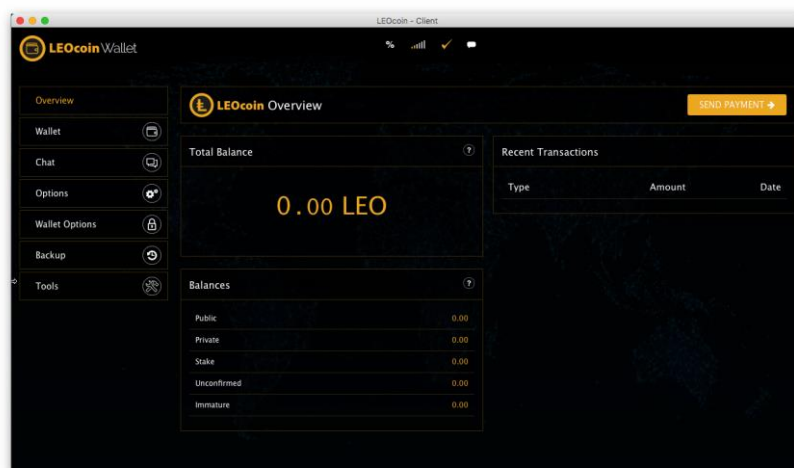 LEOcoin - Client
LEOcoin Wallet
%
Overview
Wallet
Chat
Options
Wallet Options
Backup
Tools
LEOcoin Overview
SEND PAYMENT →
Total Balance ?
0.00 LEO
Recent Transactions
Type Amount Date
Balances ?
Public 0.00
Private 0.00
Stake 0.00
Unconfirmed 0.00
Immature 0.00